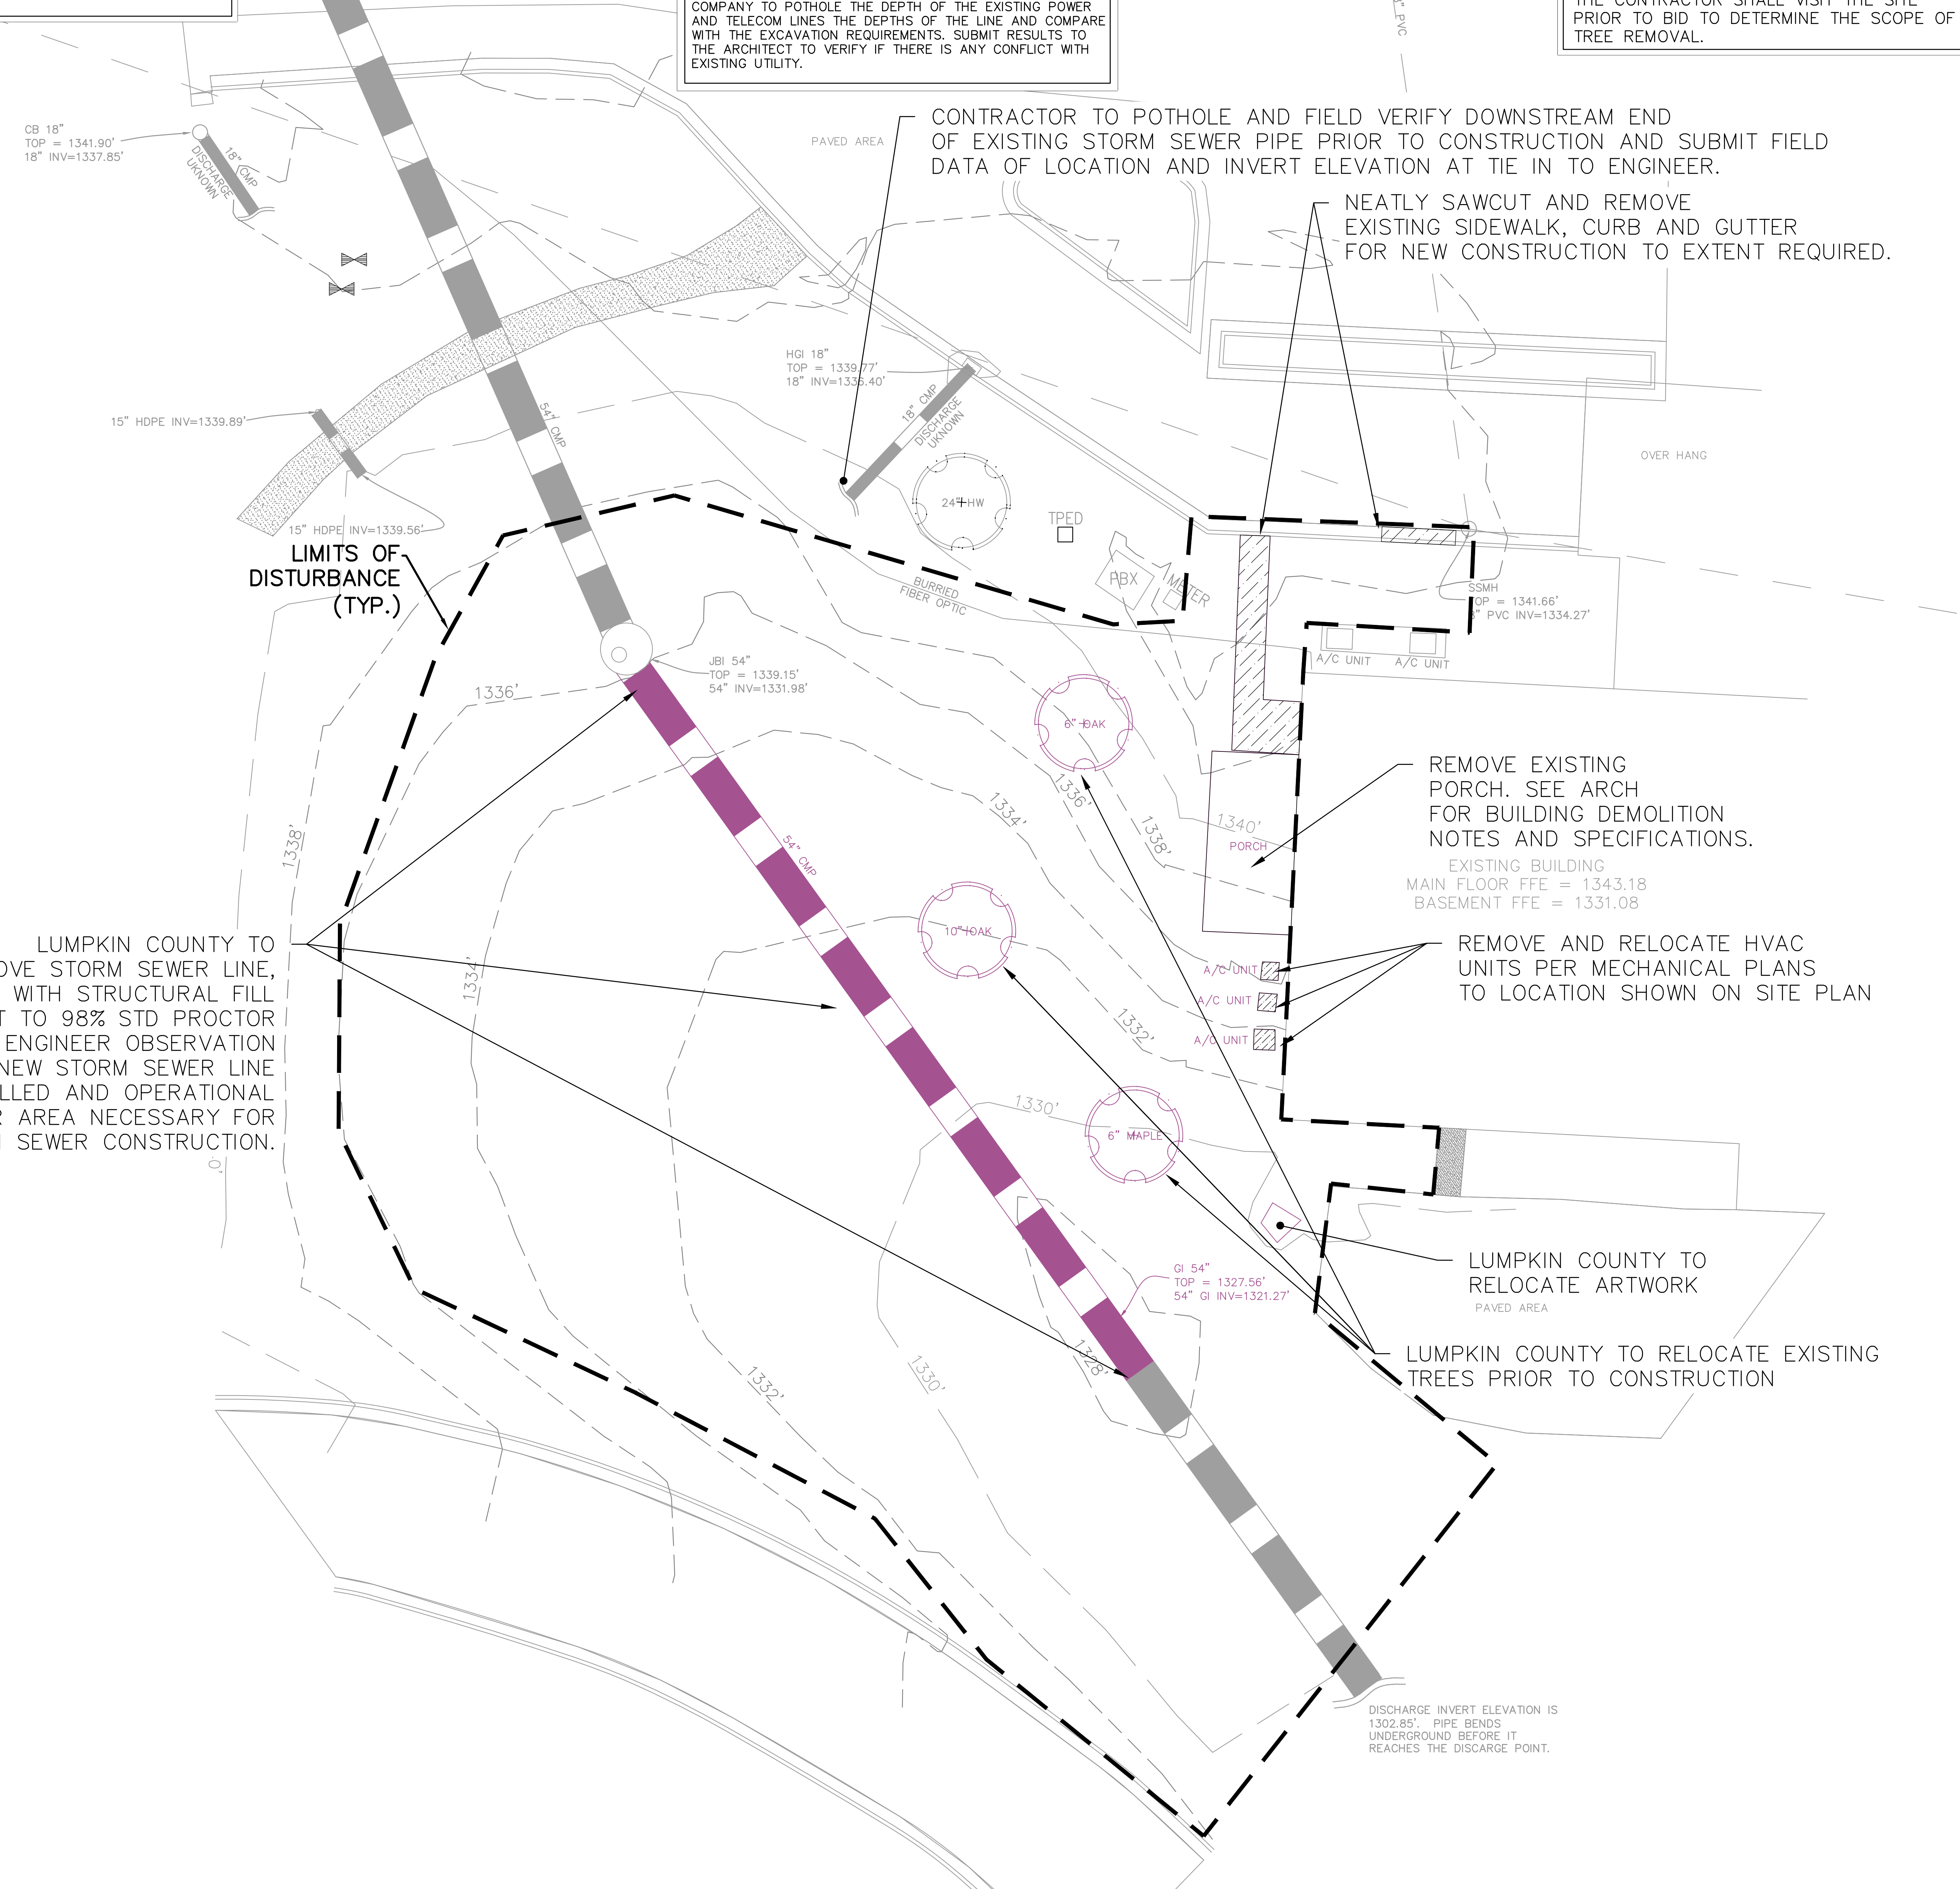 COMPANY TO POTHOLE THE DEPTH OF THE EXISTING POWER
AND TELECOM LINES THE DEPTHS OF THE LINE AND COMPARE
WITH THE EXCAVATION REQUIREMENTS. SUBMIT RESULTS TO
THE ARCHITECT TO VERIFY IF THERE IS ANY CONFLICT WITH
EXISTING UTILITY.
THE CONTRACTOR SHALL VISIT THE SITE
PRIOR TO BID TO DETERMINE THE SCOPE OF
TREE REMOVAL.
PVC
CONTRACTOR TO POTHOLE AND FIELD VERIFY DOWNSTREAM END
OF EXISTING STORM SEWER PIPE PRIOR TO CONSTRUCTION AND SUBMIT FIELD
DATA OF LOCATION AND INVERT ELEVATION AT TIE IN TO ENGINEER.
PAVED AREA
CB 18"
TOP = 1341.90'
18" INV=1337.85'
18" CMP
DISCHARGE
UKNOWN
NEATLY SAWCUT AND REMOVE
EXISTING SIDEWALK, CURB AND GUTTER
FOR NEW CONSTRUCTION TO EXTENT REQUIRED.
HGI 18"
TOP = 1339.77'
18" INV=1336.40'
18" CMP
DISCHARGE
UKNOWN
54" CMP
15" HDPE INV=1339.89'
15" HDPE INV=1339.56'
OVER HANG
24" HW
TPED
PBX
METER
BURRIED
FIBER OPTIC
LIMITS OF
DISTURBANCE
(TYP.)
SSMH
TOP = 1341.66'
8" PVC INV=1334.27'
A/C UNIT
A/C UNIT
JBI 54"
TOP = 1339.15'
54" INV=1331.98'
1336'
6" OAK
1336'
1334'
1338'
1340'
PORCH
REMOVE EXISTING
PORCH. SEE ARCH
FOR BUILDING DEMOLITION
NOTES AND SPECIFICATIONS.
EXISTING BUILDING
MAIN FLOOR FFE = 1343.18
BASEMENT FFE = 1331.08
1338'
54" CMP
10" OAK
LUMPKIN COUNTY TO
OVE STORM SEWER LINE,
WITH STRUCTURAL FILL
T TO 98% STD PROCTOR
ENGINEER OBSERVATION
NEW STORM SEWER LINE
LLED AND OPERATIONAL
R AREA NECESSARY FOR
SEWER CONSTRUCTION.
1334'
REMOVE AND RELOCATE HVAC
UNITS PER MECHANICAL PLANS
TO LOCATION SHOWN ON SITE PLAN
A/C UNIT
A/C UNIT
A/C UNIT
1332'
1330'
6" MAPLE
LUMPKIN COUNTY TO
RELOCATE ARTWORK
PAVED AREA
GI 54"
TOP = 1327.56'
54" GI INV=1321.27'
LUMPKIN COUNTY TO RELOCATE EXISTING
TREES PRIOR TO CONSTRUCTION
1328'
1330'
1332'
DISCHARGE INVERT ELEVATION IS
1302.85'. PIPE BENDS
UNDERGROUND BEFORE IT
REACHES THE DISCARGE POINT.